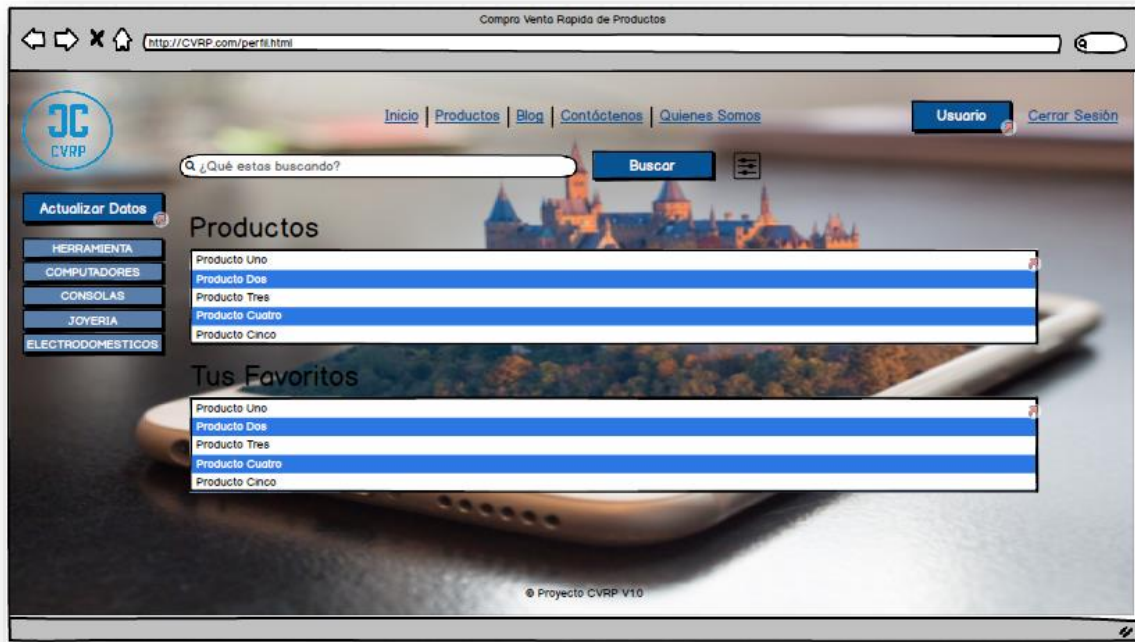 Compra Venta Rapida de Productos
http://CVRP.com/perfil.html
Inicio | Productos | Blog | Contáctenos | Quienes Somos
Usuario
Cerrar Sesión
CVRP
¿Qué estas buscando?
Buscar
Actualizar Datos
HERRAMIENTA
COMPUTADORES
CONSOLAS
JOYERIA
ELECTRODOMESTICOS
Productos
Producto Uno
Producto Dos
Producto Tres
Producto Cuatro
Producto Cinco
Tus Favoritos
Producto Uno
Producto Dos
Producto Tres
Producto Cuatro
Producto Cinco
© Proyecto CVRP V1.0